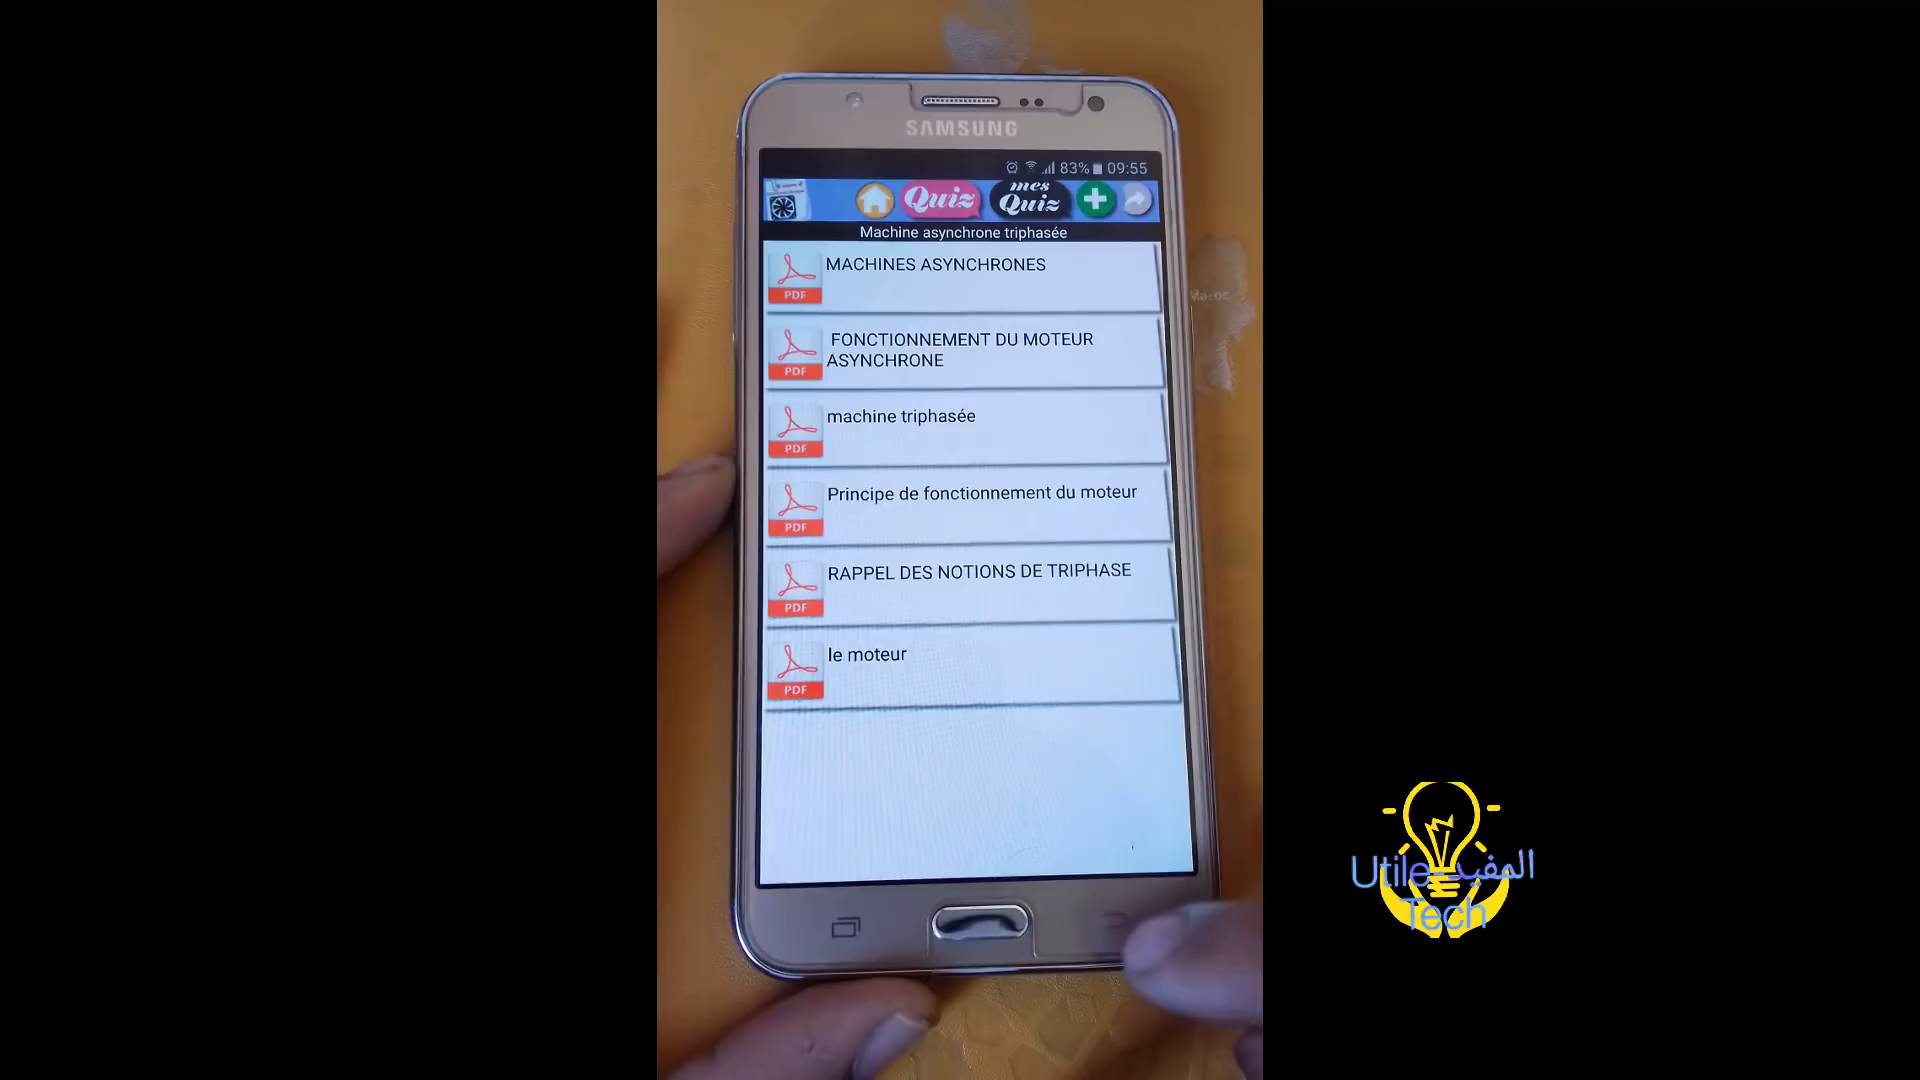 SAMSUNG
83% 09:55
Quiz
mes
Quiz
Machine asynchrone triphasée
MACHINES ASYNCHRONES
PDF
FONCTIONNEMENT DU MOTEUR
ASYNCHRONE
PDF
machine triphasée
PDF
Principe de fonctionnement du moteur
PDF
RAPPEL DES NOTIONS DE TRIPHASE
PDF
le moteur
PDF
Utile المفيد
Tech